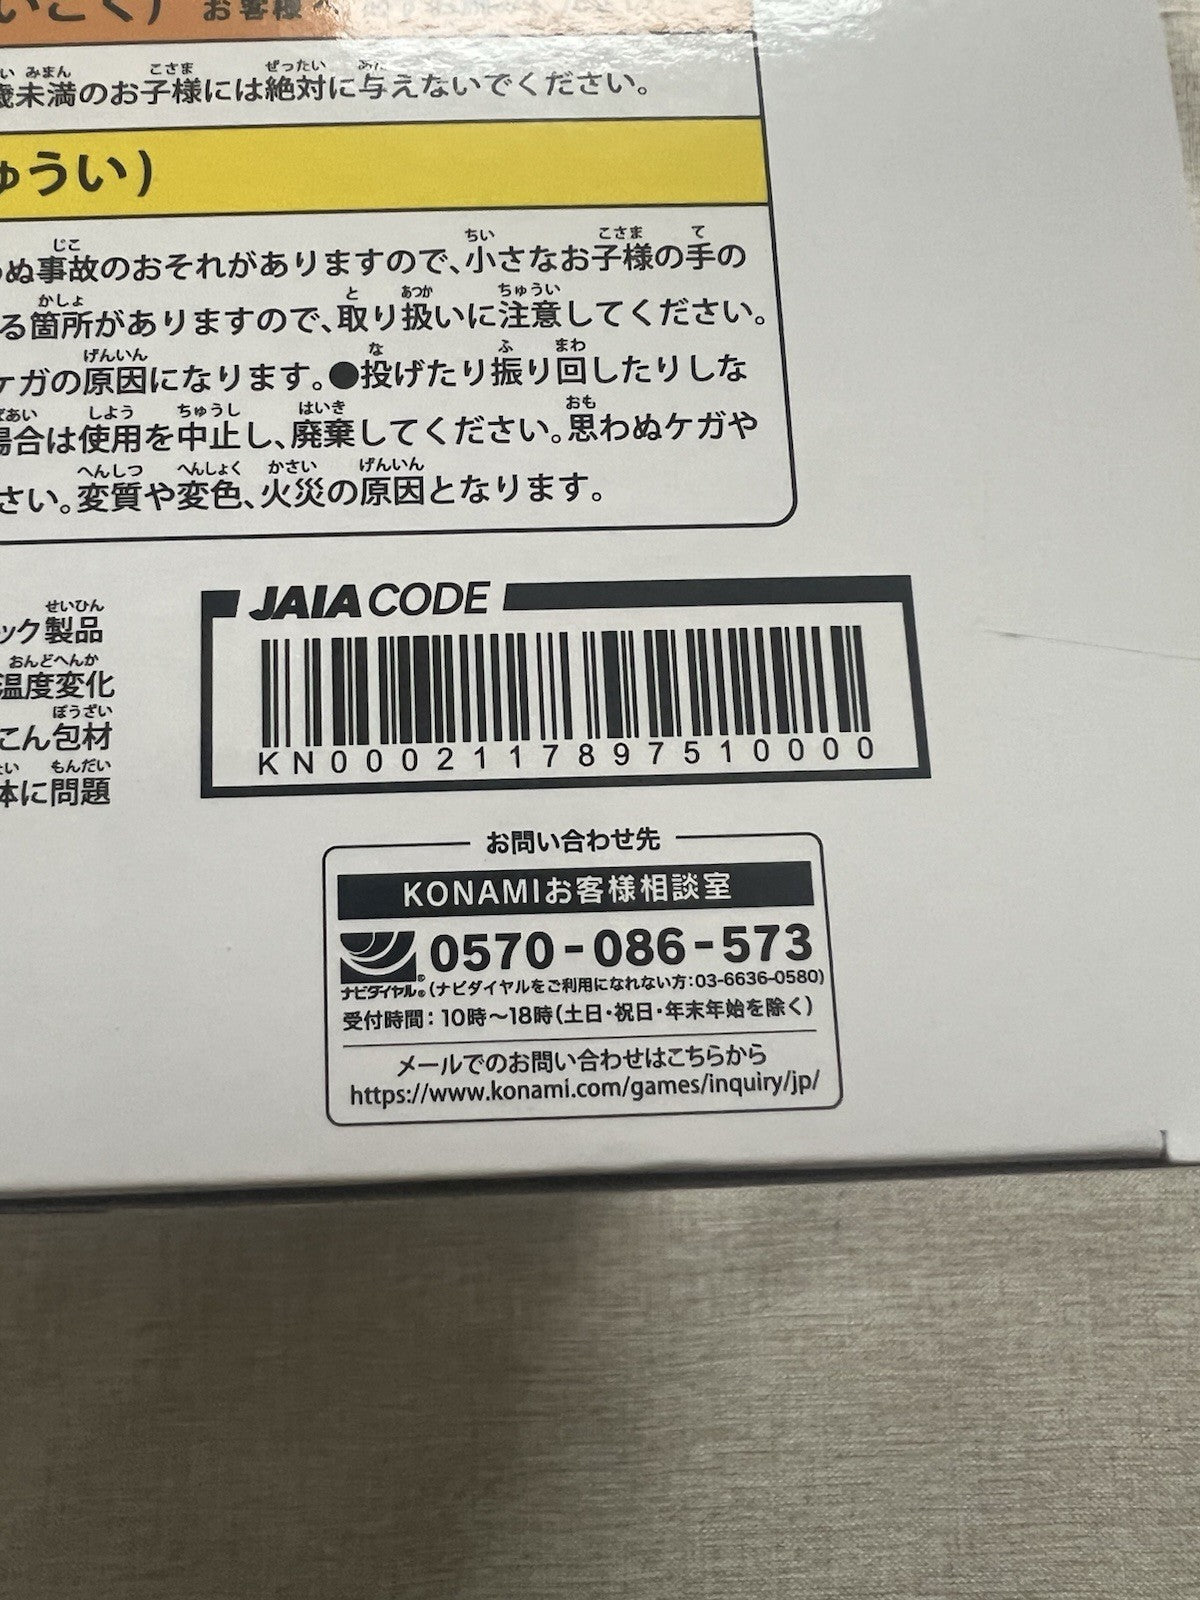 いこく) お客様へ
歳未満のお子様には絶対に与えないでください。
ゅうい)
ぬ事故のおそれがありますので、小さなお子様の手の
る箇所がありますので、取り扱いに注意してください。
ケガの原因になります。●投げたり振り回したりしな
場合は使用を中止し、廃棄してください。思わぬケガや
さい。変質や変色、火災の原因となります。
ック製品
温度変化
こん包材
体に問題
JAIA CODE
KN0002117897510000
お問い合わせ先
KONAMIお客様相談室
0570-086-573
ナビダイヤル® (ナビダイヤルをご利用になれない方:03-6636-0580)
受付時間：10時～18時(土日・祝日・年末年始を除く)
メールでのお問い合わせはこちらから
https://www.konami.com/games/inquiry/jp/